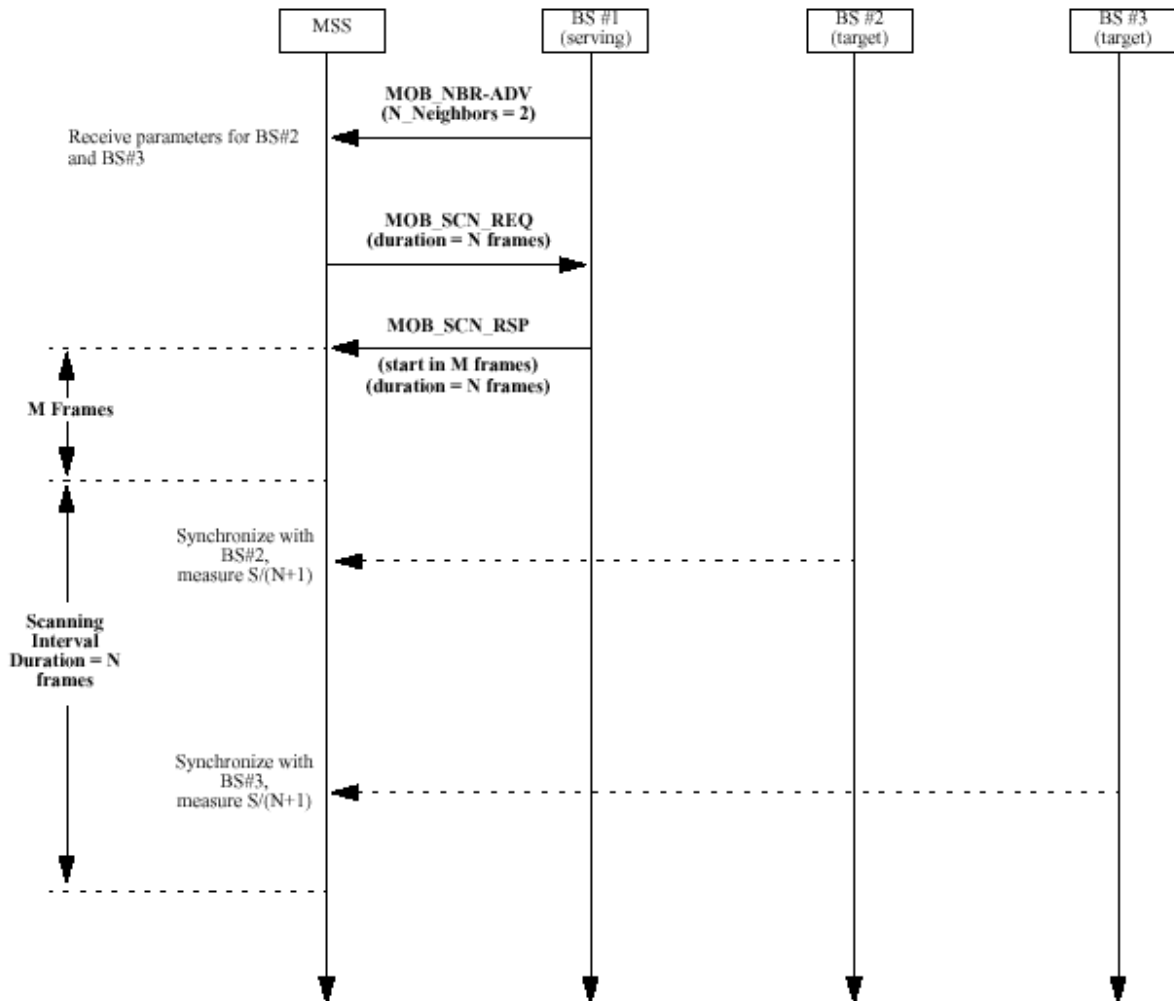 MSS
BS #1
(serving)
BS #2
(target)
BS #3
(target)
MOB_NBR-ADV
(N_Neighbors = 2)
Receive parameters for BS#2
and BS#3
MOB_SCN_REQ
(duration = N frames)
MOB_SCN_RSP
(start in M frames)
(duration = N frames)
M Frames
Synchronize with
BS#2,
measure S/(N+1)
Scanning
Interval
Duration = N
frames
Synchronize with
BS#3,
measure S/(N+1)